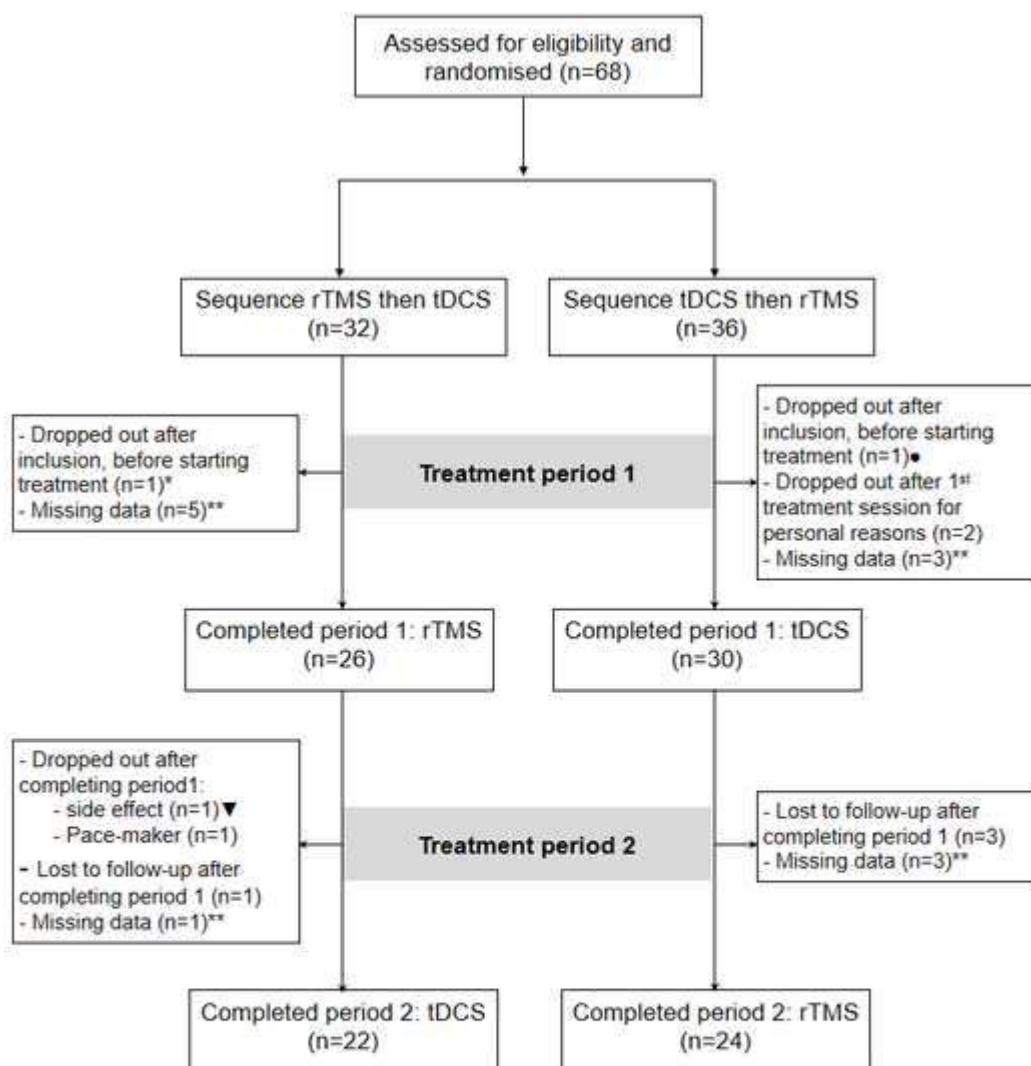 Assessed for eligibility and
randomised (n=68)
Sequence rTMS then tDCS
(n=32)
Sequence tDCS then rTMS
(n=36)
- Dropped out after
inclusion, before starting
treatment (n=1)*
- Missing data (n=5)**
Treatment period 1
- Dropped out after
inclusion, before starting
treatment (n=1)●
- Dropped out after 1st
treatment session for
personal reasons (n=2)
- Missing data (n=3)**
Completed period 1: rTMS
(n=26)
Completed period 1: tDCS
(n=30)
- Dropped out after
completing period1:
- side effect (n=1)▼
- Pace-maker (n=1)
- Lost to follow-up after
completing period 1 (n=1)
- Missing data (n=1)**
Treatment period 2
- Lost to follow-up after
completing period 1 (n=3)
- Missing data (n=3)**
Completed period 2: tDCS
(n=22)
Completed period 2: rTMS
(n=24)